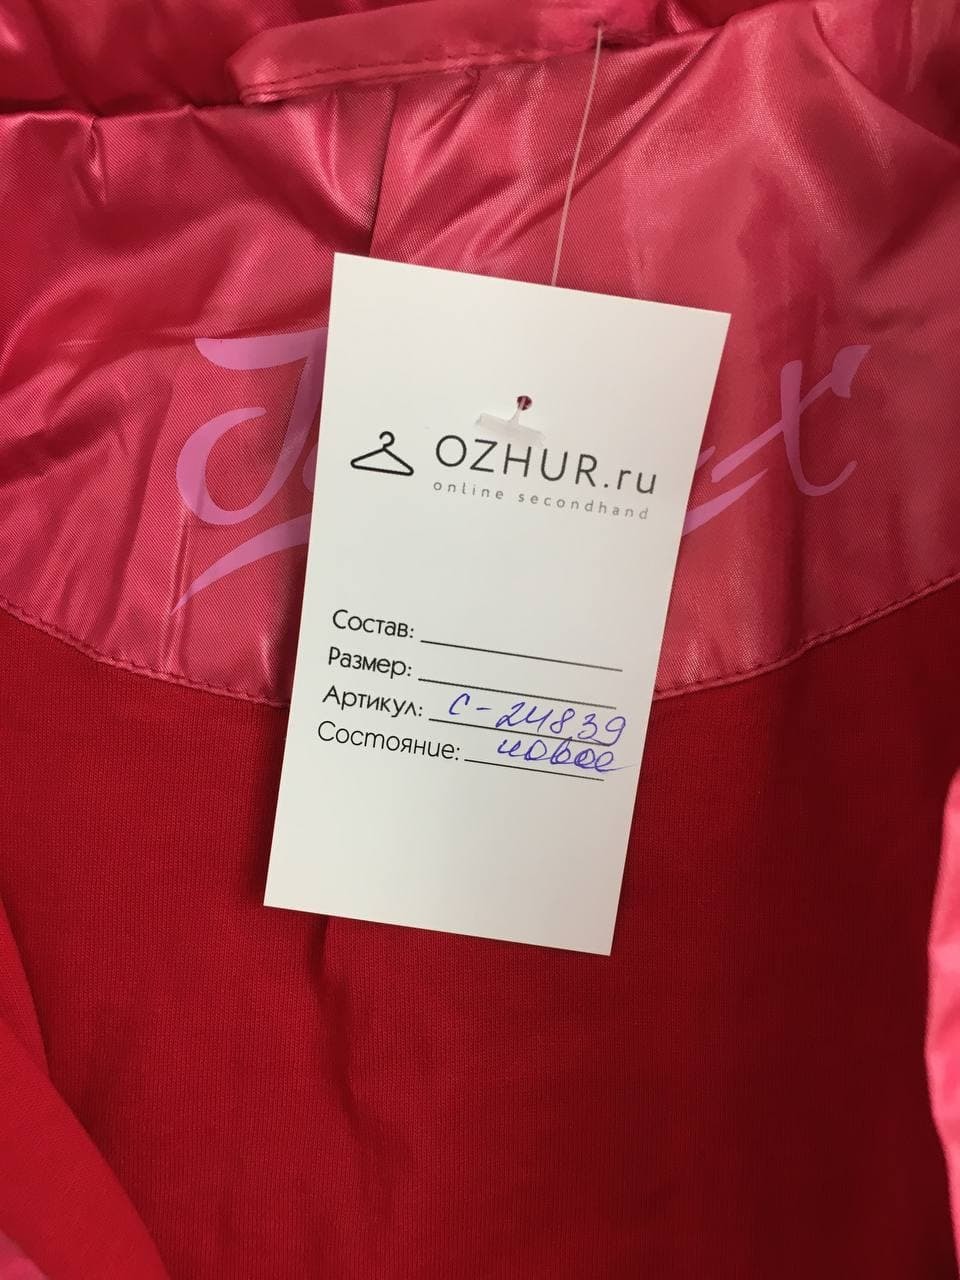 OZHUR.ru
online secondhand
Состав:
Размер:
Артикул: С-24839
Состояние: новое